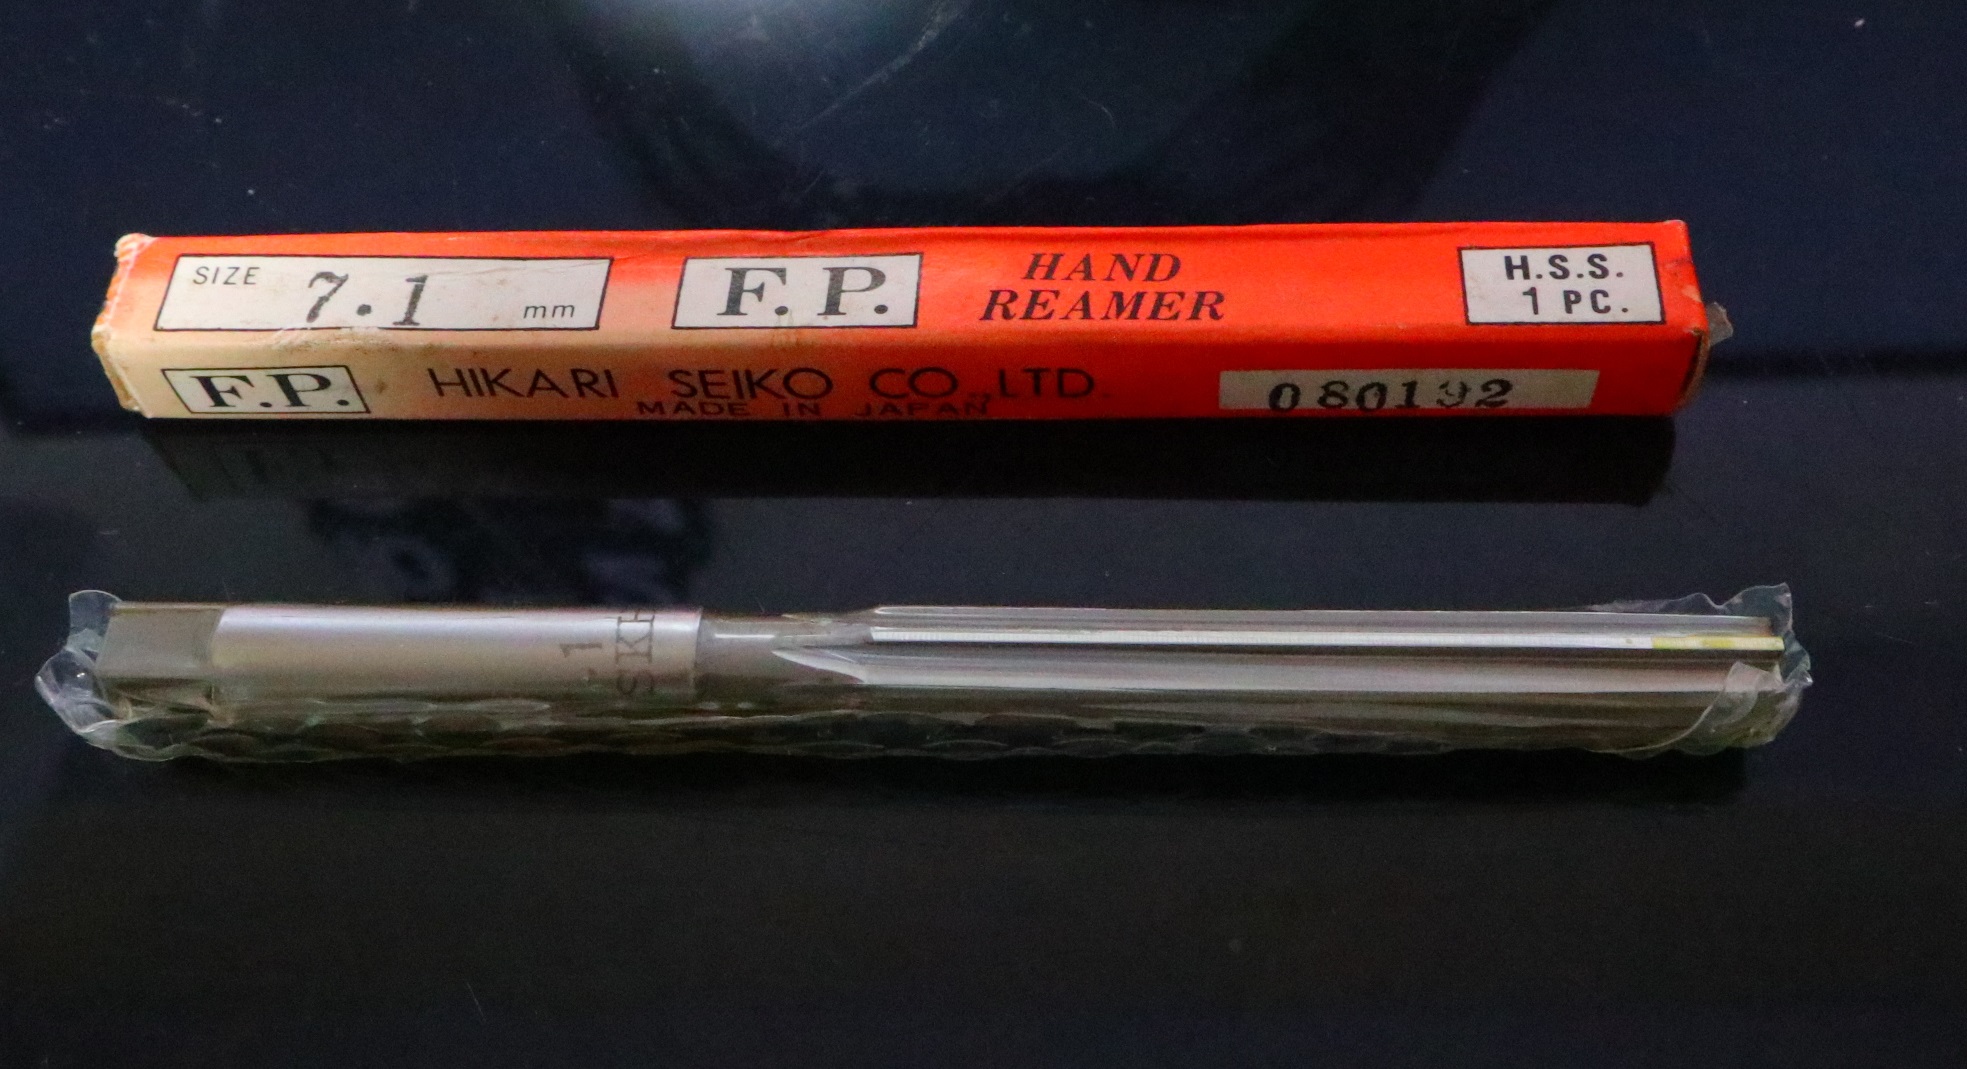 SIZE 7.1 mm
F.P.
HAND
REAMER
H.S.S.
1 PC.
F.P.
HIKARI SEIKO CO.,LTD.
MADE IN JAPAN
080192